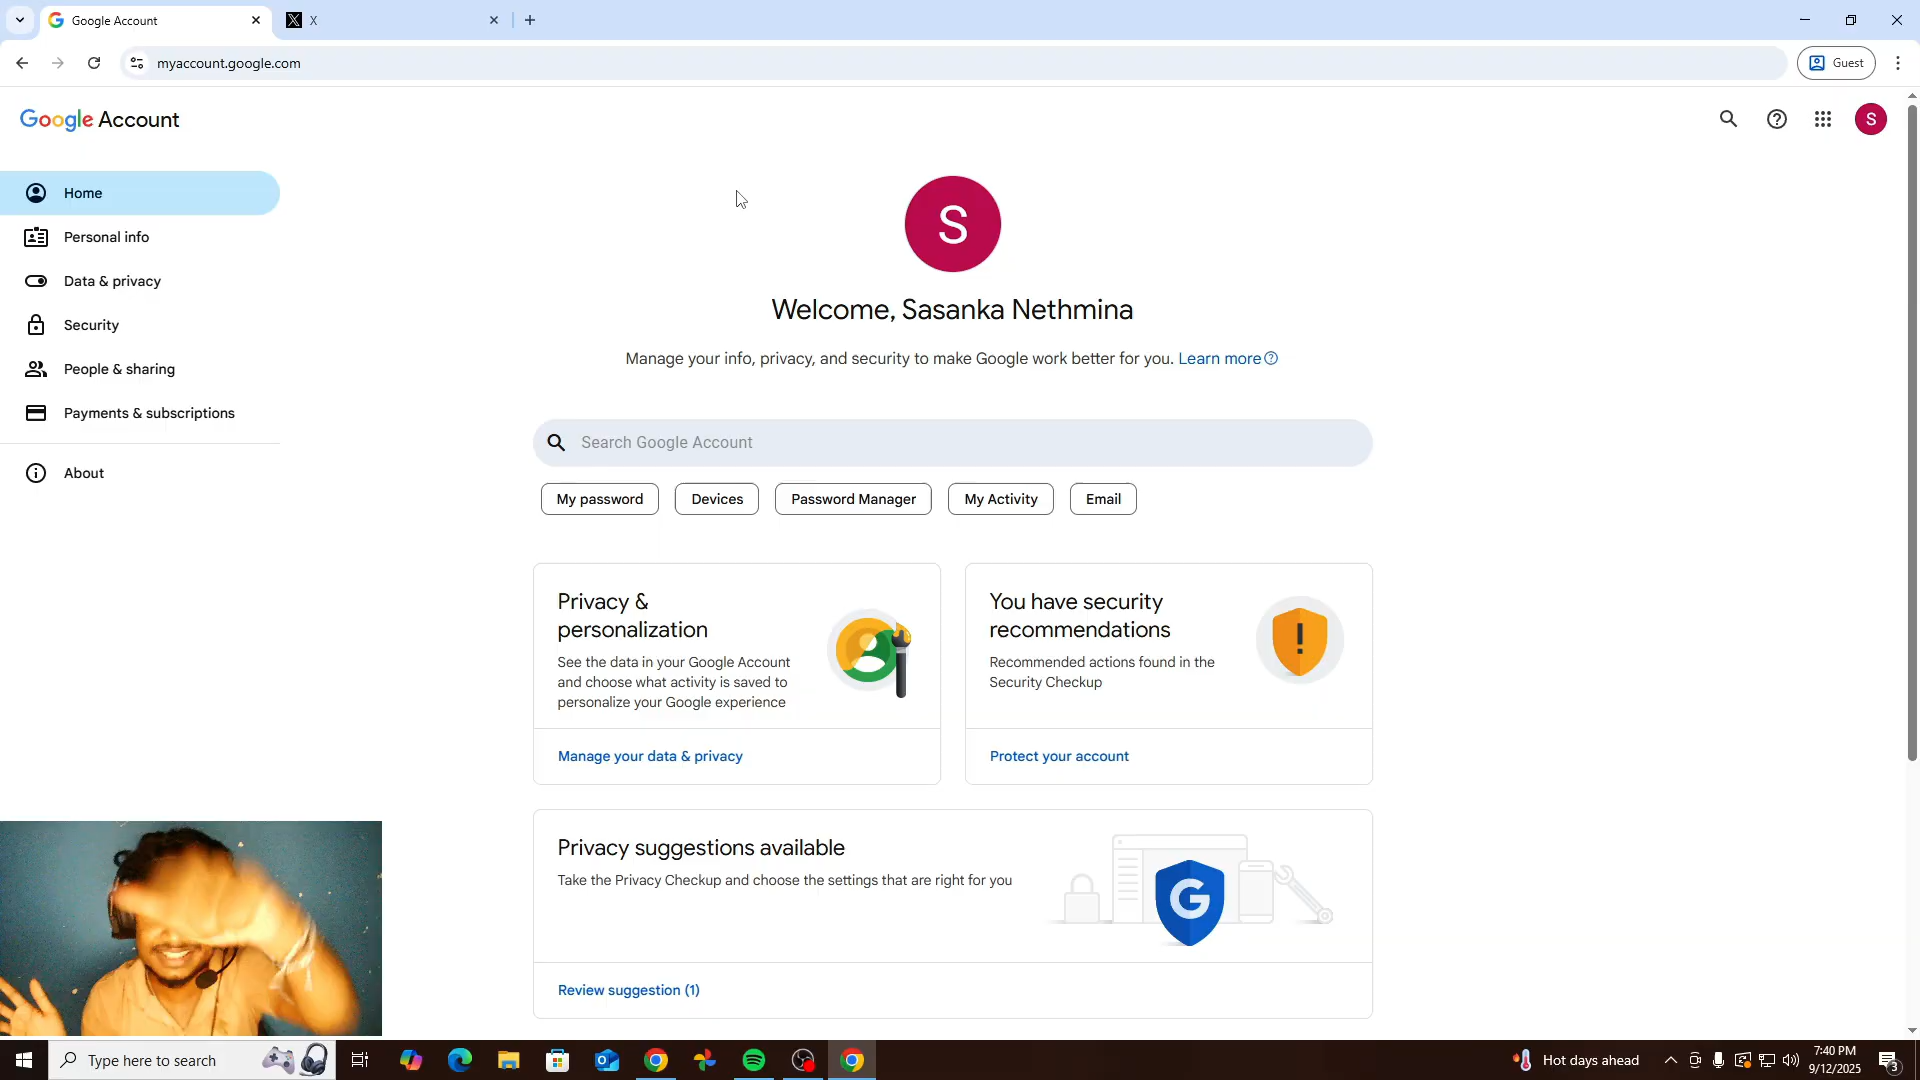 Google Account
X
myaccount.google.com
Guest
Google Account
S
Home
Personal info
Data & privacy
Security
People & sharing
Payments & subscriptions
About
S
Welcome, Sasanka Nethmina
Manage your info, privacy, and security to make Google work better for you. Learn more
Search Google Account
My password
Devices
Password Manager
My Activity
Email
Privacy &
personalization
See the data in your Google Account
and choose what activity is saved to
personalize your Google experience
Manage your data & privacy
You have security
recommendations
Recommended actions found in the
Security Checkup
Protect your account
Privacy suggestions available
Take the Privacy Checkup and choose the settings that are right for you
G
Review suggestion (1)
Type here to search
Hot days ahead
7:40 PM
9/12/2025
3